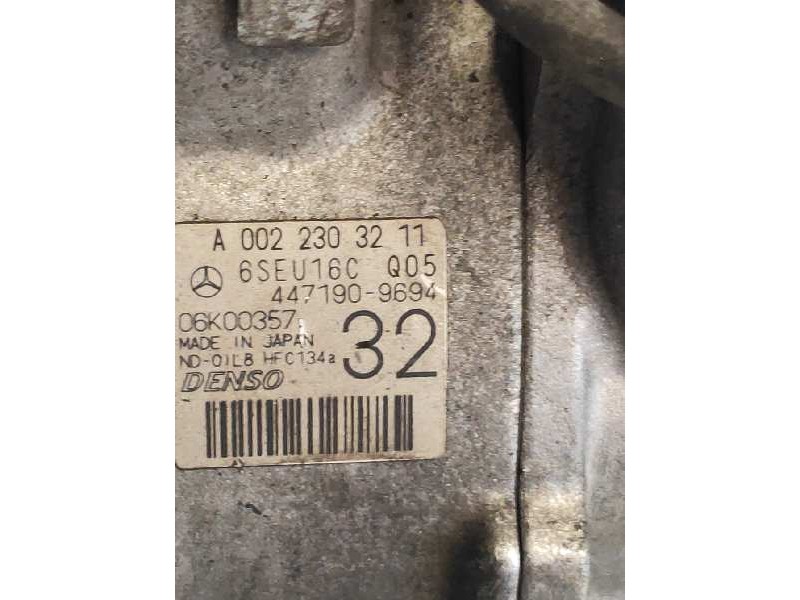 A 002 230 32 11
6SEU16C Q05
447190-9694
06K00357
32
MADE IN JAPAN
ND-OIL8 HFC134a
DENSO